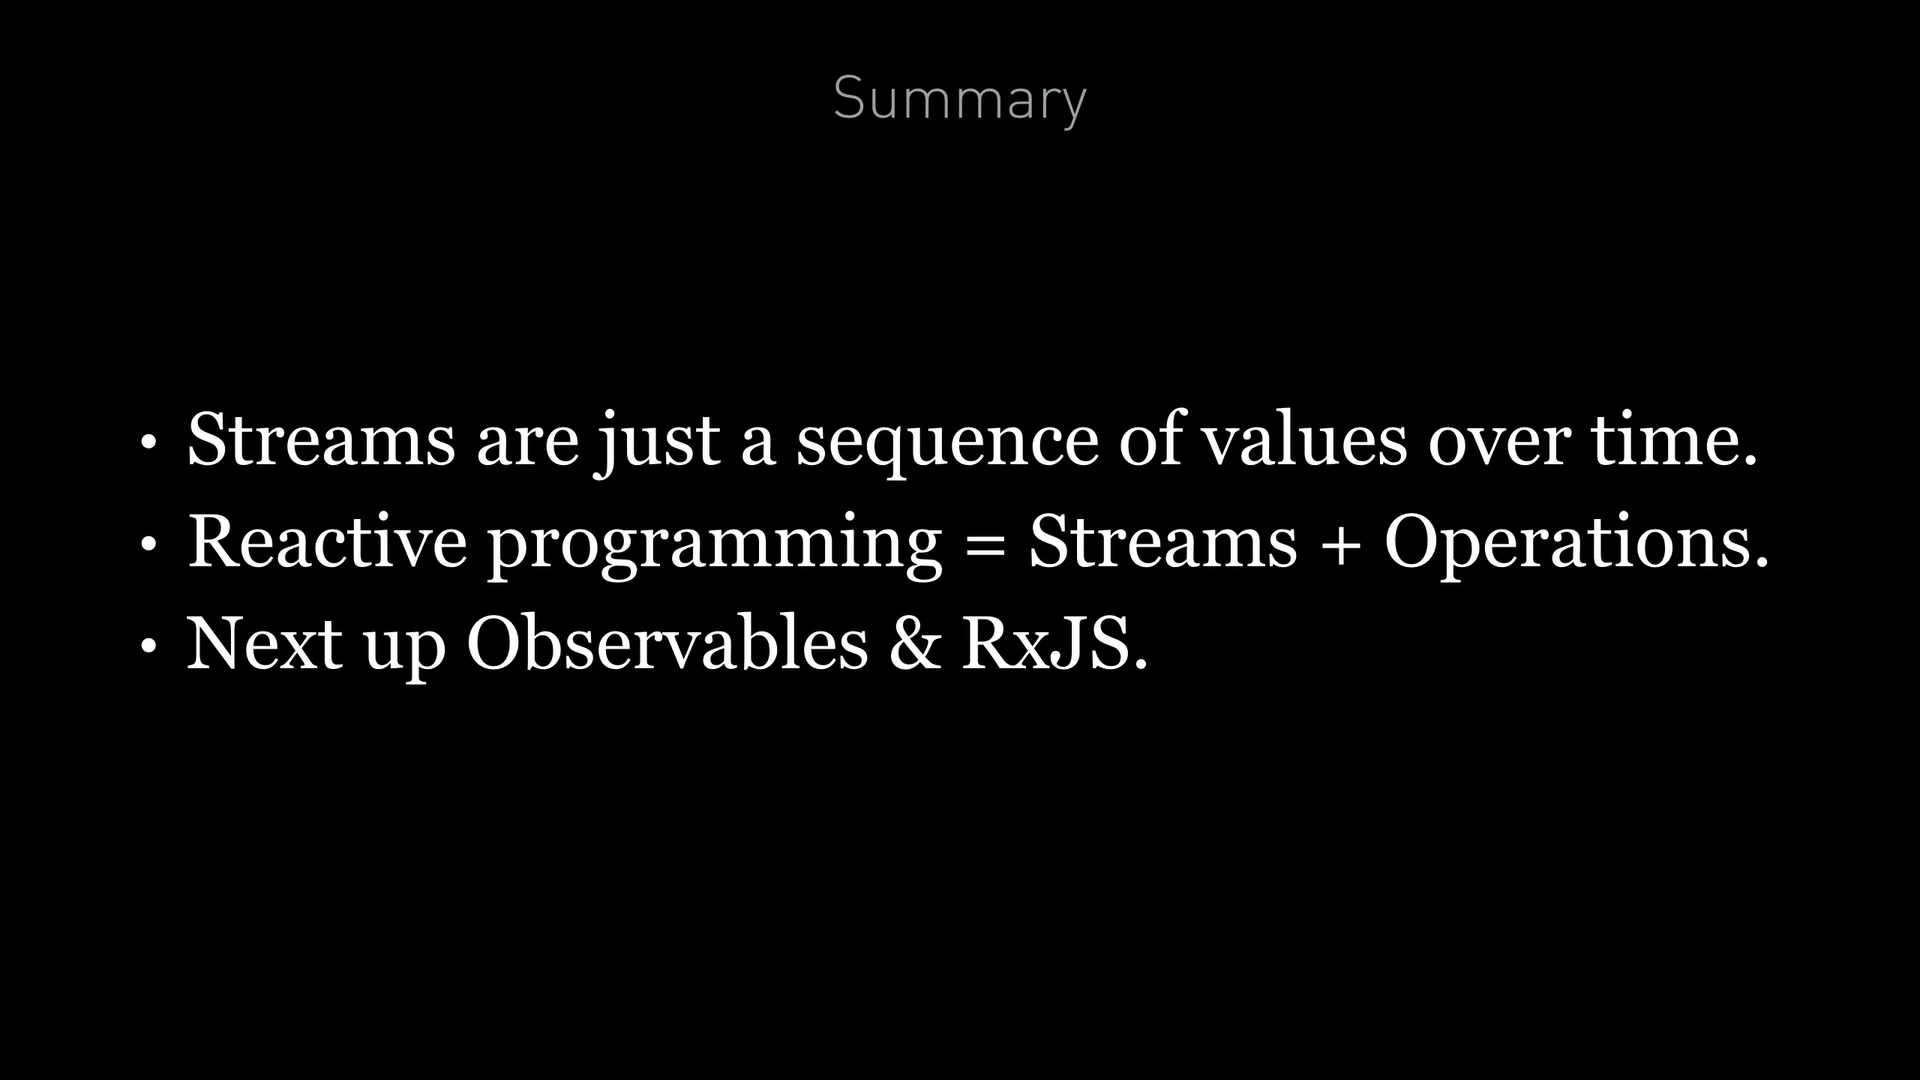 Summary
• Streams are just a sequence of values over time.
• Reactive programming = Streams + Operations.
• Next up Observables & RxJS.